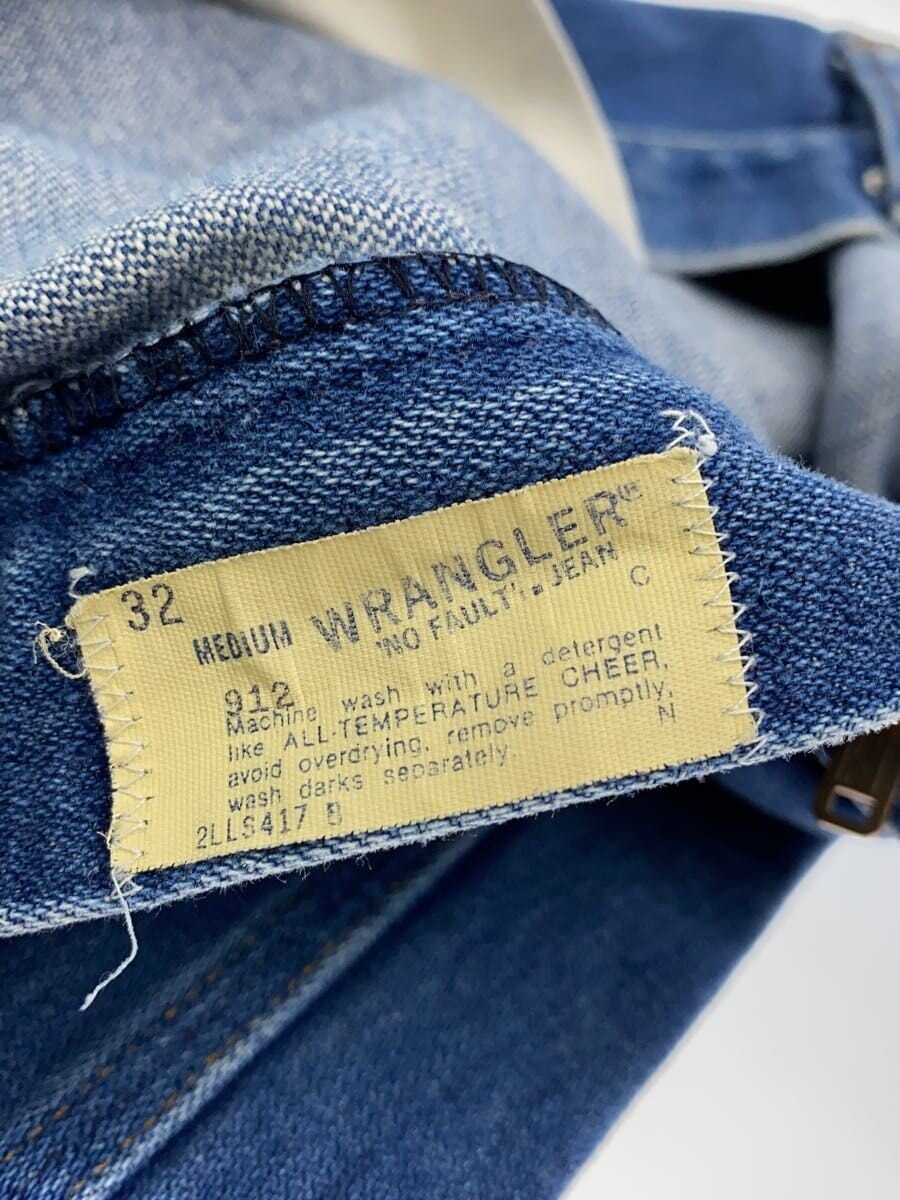 32 MEDIUM WRANGLER™
'NO FAULT' JEAN
C
912
Machine wash with a detergent
like ALL-TEMPERATURE CHEER,
avoid overdrying, remove promptly,
wash darks separately. N
2LLS417 B